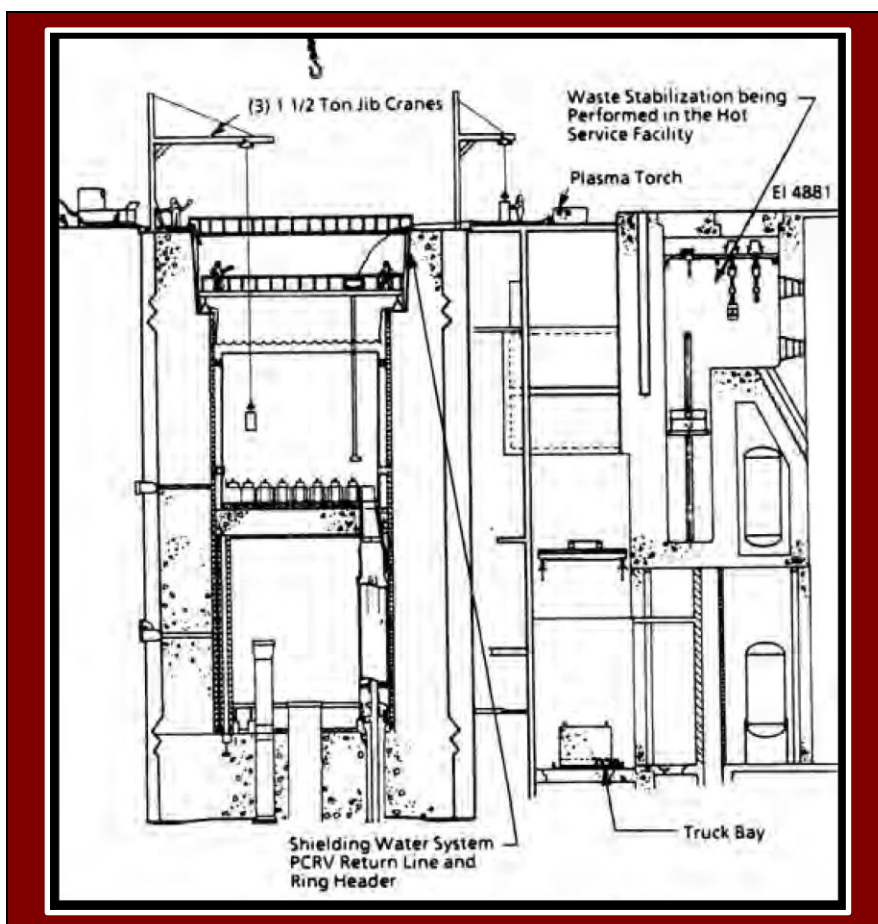 (3) 1 1/2 Ton Jib Cranes
Waste Stabilization being
Performed in the Hot
Service Facility
Plasma Torch
El 4881
Shielding Water System
PCRV Return Line and
Ring Header
Truck Bay